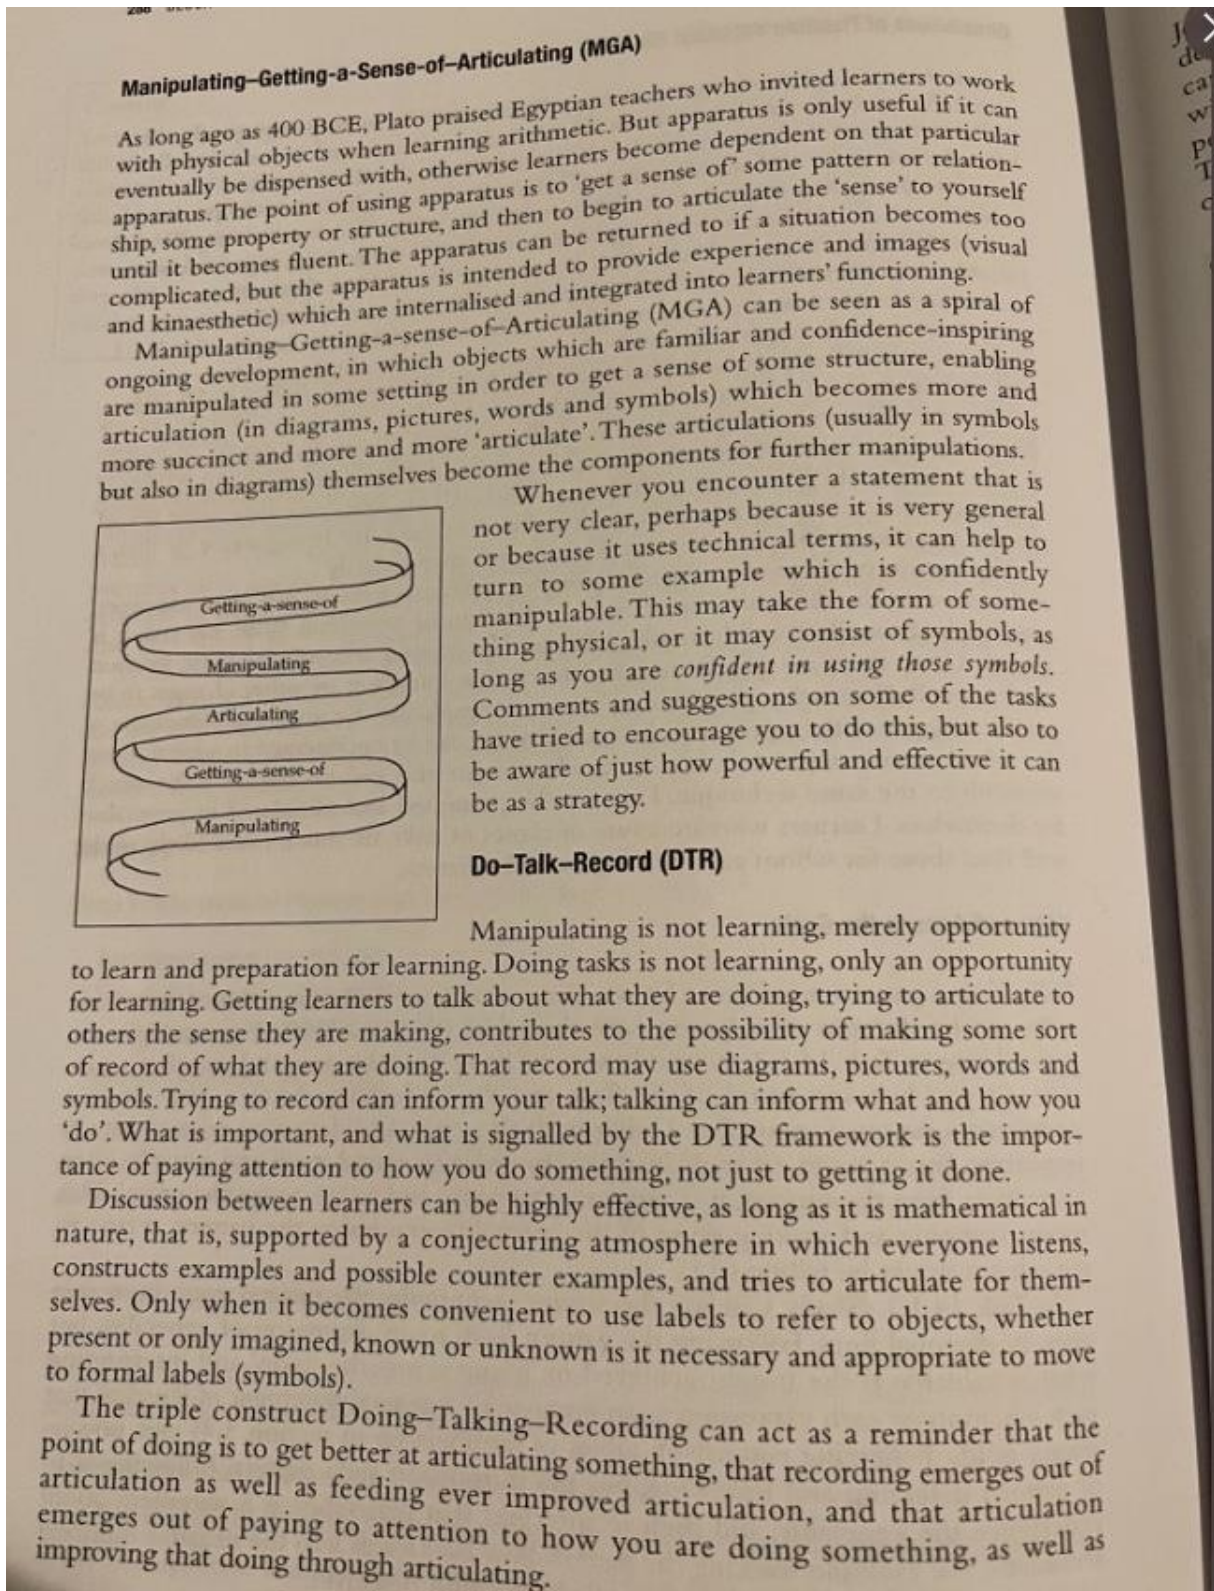 Manipulating–Getting-a-Sense-of–Articulating (MGA)
As long ago as 400 BCE, Plato praised Egyptian teachers who invited learners to work
with physical objects when learning arithmetic. But apparatus is only useful if it can
eventually be dispensed with, otherwise learners become dependent on that particular
apparatus. The point of using apparatus is to 'get a sense of' some pattern or relation-
ship, some property or structure, and then to begin to articulate the 'sense' to yourself
until it becomes fluent. The apparatus can be returned to if a situation becomes too
complicated, but the apparatus is intended to provide experience and images (visual
and kinaesthetic) which are internalised and integrated into learners' functioning.
Manipulating–Getting-a-sense-of–Articulating (MGA) can be seen as a spiral of
ongoing development, in which objects which are familiar and confidence-inspiring
are manipulated in some setting in order to get a sense of some structure, enabling
articulation (in diagrams, pictures, words and symbols) which becomes more and
more succinct and more and more 'articulate'. These articulations (usually in symbols
but also in diagrams) themselves become the components for further manipulations.
Whenever you encounter a statement that is
not very clear, perhaps because it is very general
or because it uses technical terms, it can help to
turn to some example which is confidently
manipulable. This may take the form of some-
thing physical, or it may consist of symbols, as
long as you are confident in using those symbols.
Comments and suggestions on some of the tasks
have tried to encourage you to do this, but also to
be aware of just how powerful and effective it can
be as a strategy.
Getting-a-sense-of
Manipulating
Articulating
Getting-a-sense-of
Manipulating
Do–Talk–Record (DTR)
Manipulating is not learning, merely opportunity
to learn and preparation for learning. Doing tasks is not learning, only an opportunity
for learning. Getting learners to talk about what they are doing, trying to articulate to
others the sense they are making, contributes to the possibility of making some sort
of record of what they are doing. That record may use diagrams, pictures, words and
symbols. Trying to record can inform your talk; talking can inform what and how you
'do'. What is important, and what is signalled by the DTR framework is the impor-
tance of paying attention to how you do something, not just to getting it done.
Discussion between learners can be highly effective, as long as it is mathematical in
nature, that is, supported by a conjecturing atmosphere in which everyone listens,
constructs examples and possible counter examples, and tries to articulate for them-
selves. Only when it becomes convenient to use labels to refer to objects, whether
present or only imagined, known or unknown is it necessary and appropriate to move
to formal labels (symbols).
The triple construct Doing–Talking–Recording can act as a reminder that the
point of doing is to get better at articulating something, that recording emerges out of
articulation as well as feeding ever improved articulation, and that articulation
emerges out of paying to attention to how you are doing something, as well as
improving that doing through articulating.